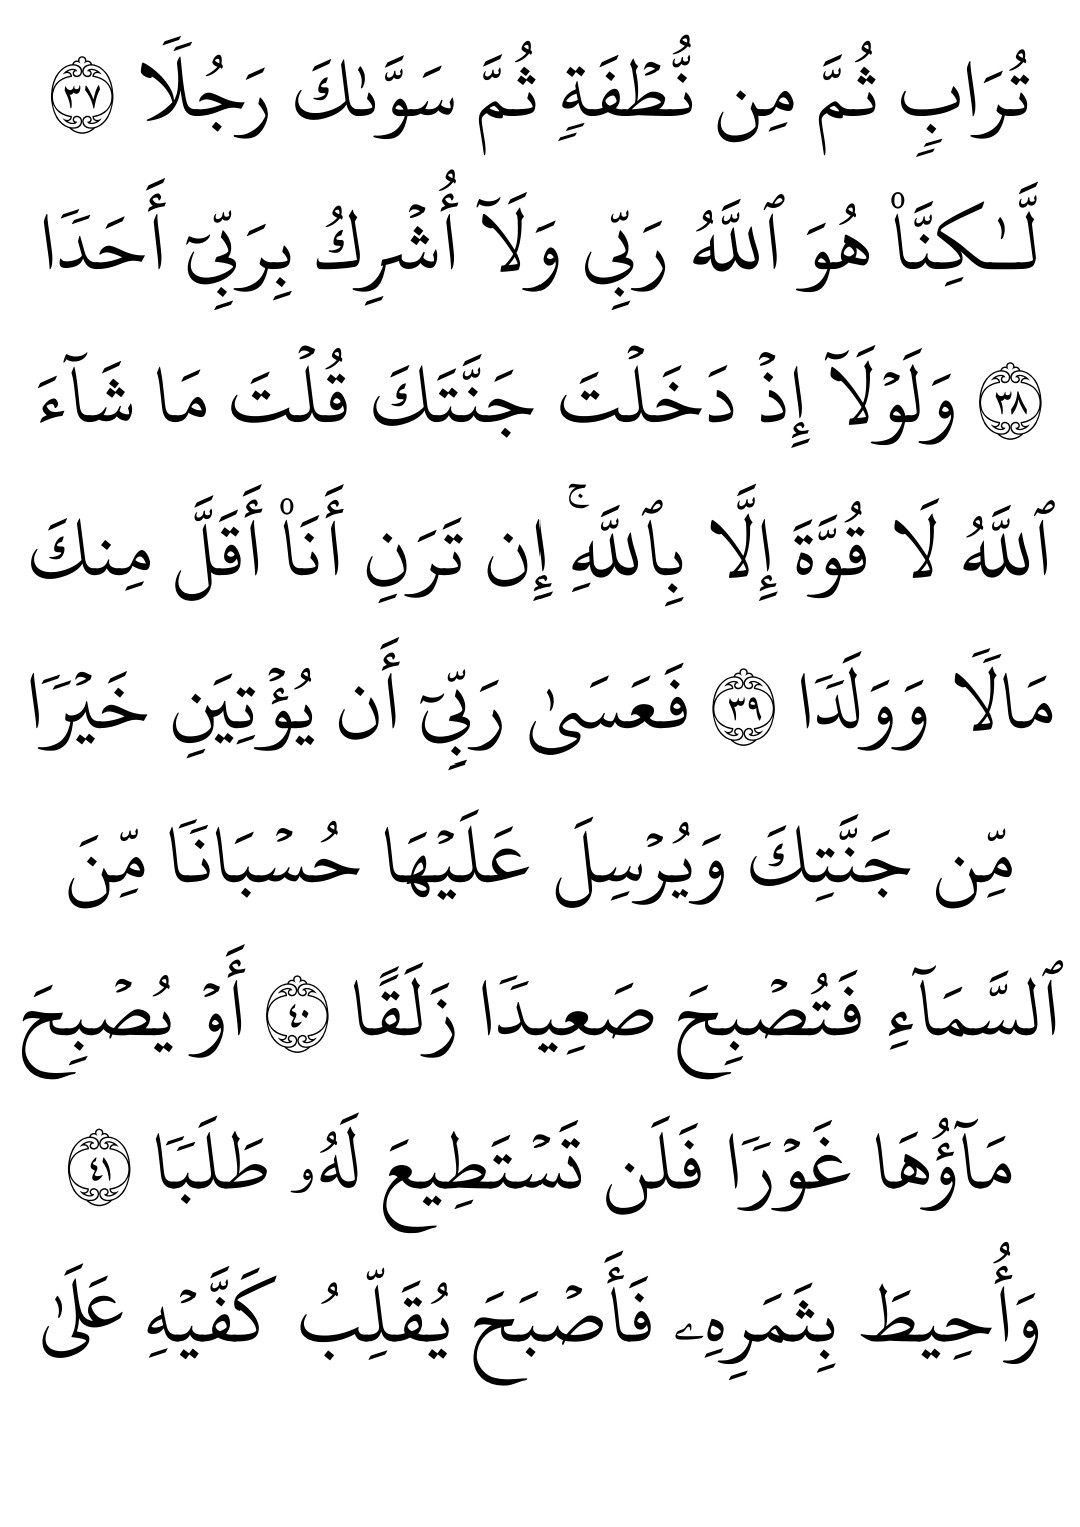 تُرَابٖ ثُمَّ مِن نُّطۡفَةٖ ثُمَّ سَوَّىٰكَ رَجُلٗا ٣٧
لَّـٰكِنَّا۠ هُوَ ٱللَّهُ رَبِّي وَلَآ أُشۡرِكُ بِرَبِّيٓ أَحَدٗا
٣٨ وَلَوۡلَآ إِذۡ دَخَلۡتَ جَنَّتَكَ قُلۡتَ مَا شَآءَ
ٱللَّهُ لَا قُوَّةَ إِلَّا بِٱللَّهِۚ إِن تَرَنِ أَنَا۠ أَقَلَّ مِنكَ
مَالٗا وَوَلَدٗا ٣٩ فَعَسَىٰ رَبِّيٓ أَن يُؤۡتِيَنِ خَيۡرٗا
مِّن جَنَّتِكَ وَيُرۡسِلَ عَلَيۡهَا حُسۡبَانٗا مِّنَ
ٱلسَّمَآءِ فَتُصۡبِحَ صَعِيدٗا زَلَقًا ٤٠ أَوۡ يُصۡبِحَ
مَآؤُهَا غَوۡرٗا فَلَن تَسۡتَطِيعَ لَهُۥ طَلَبٗا ٤١
وَأُحِيطَ بِثَمَرِهِۦ فَأَصۡبَحَ يُقَلِّبُ كَفَّيۡهِ عَلَىٰ